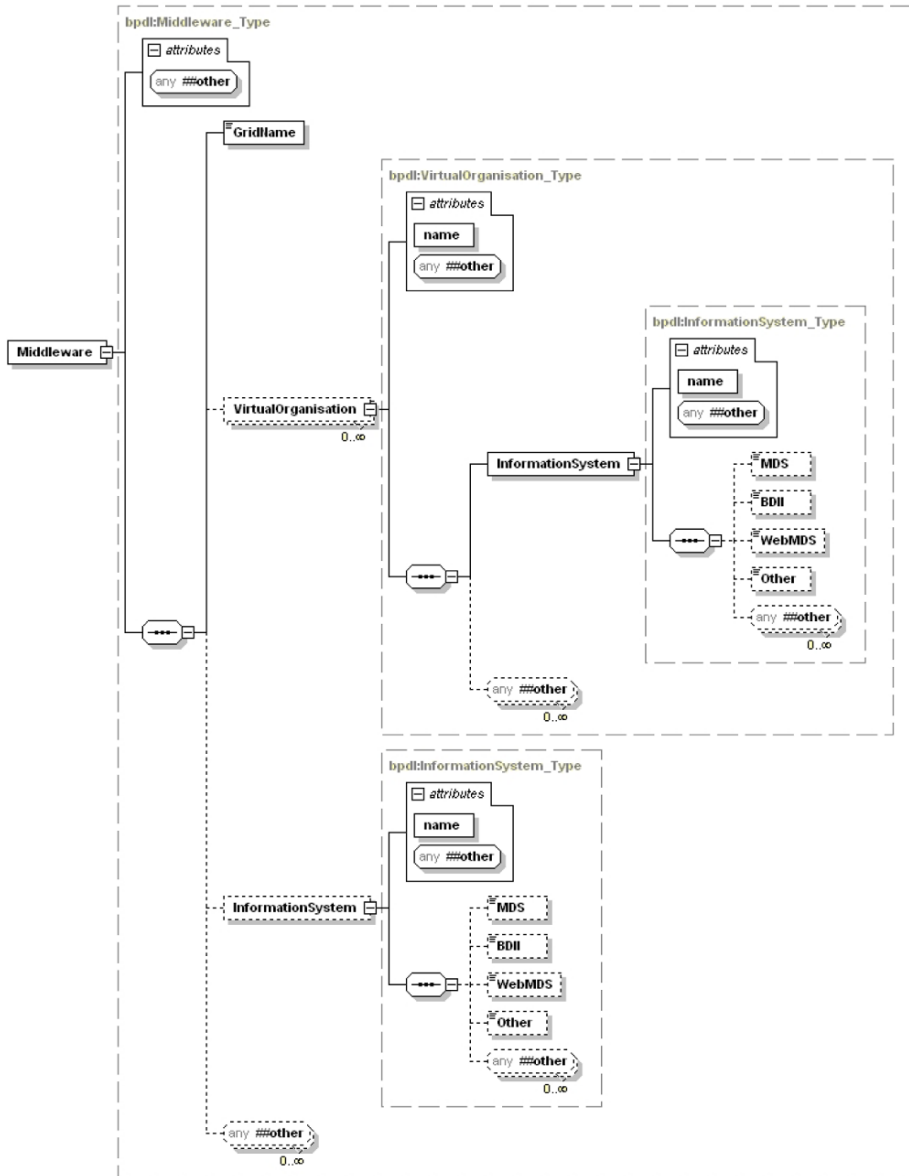 bpdl:Middleware_Type
attributes
any ##other
GridName
bpdl:VirtualOrganisation_Type
attributes
name
any ##other
bpdl:InformationSystem_Type
attributes
name
any ##other
Middleware
VirtualOrganisation
0..∞
InformationSystem
MDS
BDII
WebMDS
Other
any ##other
0..∞
any ##other
0..∞
bpdl:InformationSystem_Type
attributes
name
any ##other
InformationSystem
MDS
BDII
WebMDS
Other
any ##other
0..∞
any ##other
0..∞